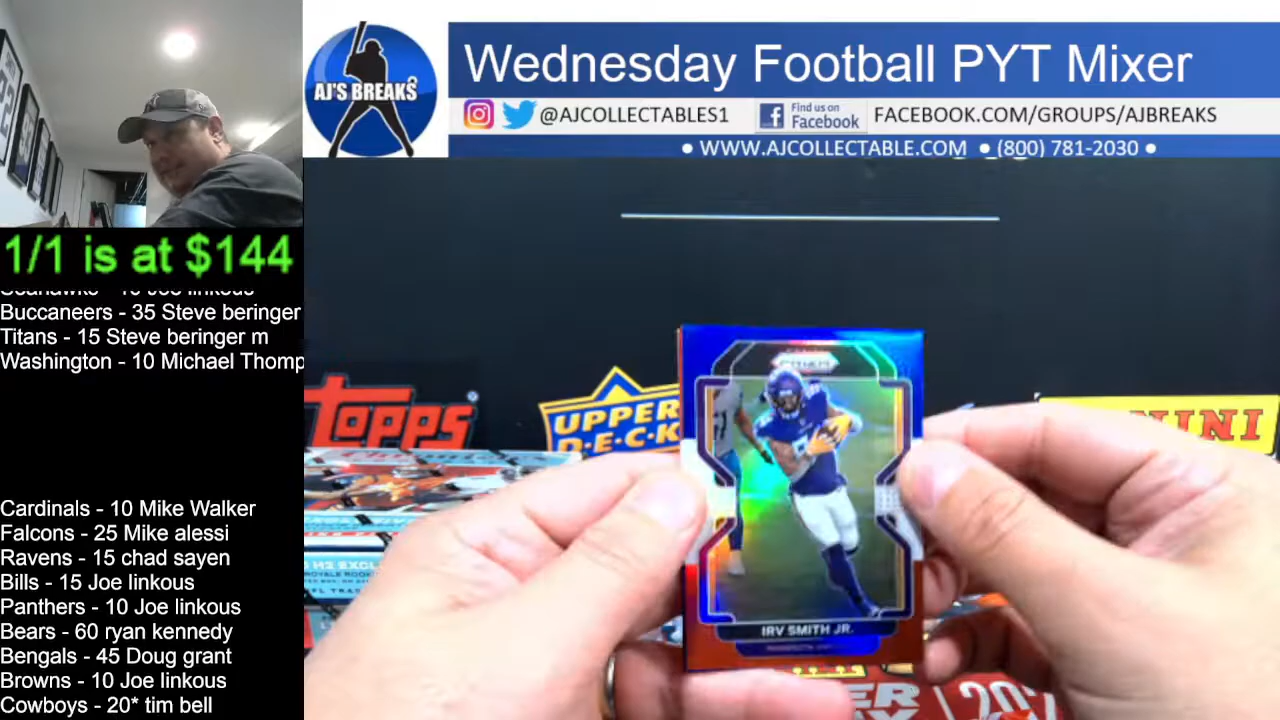 AJ'S BREAKS
Wednesday Football PYT Mixer
@AJCOLLECTABLES1
Find us on
Facebook
FACEBOOK.COM/GROUPS/AJBREAKS
• WWW.AJCOLLECTABLE.COM • (800) 781-2030 •
1/1 is at $144
Buccaneers - 35 Steve beringer
Titans - 15 Steve beringer m
Washington - 10 Michael Thomp
Cardinals - 10 Mike Walker
Falcons - 25 Mike alessi
Ravens - 15 chad sayen
Bills - 15 Joe linkous
Panthers - 10 Joe linkous
Bears - 60 ryan kennedy
Bengals - 45 Doug grant
Browns - 10 Joe linkous
Cowboys - 20* tim bell
TOPPS
UPPER
DECK
PRIZM
IRV SMITH JR.